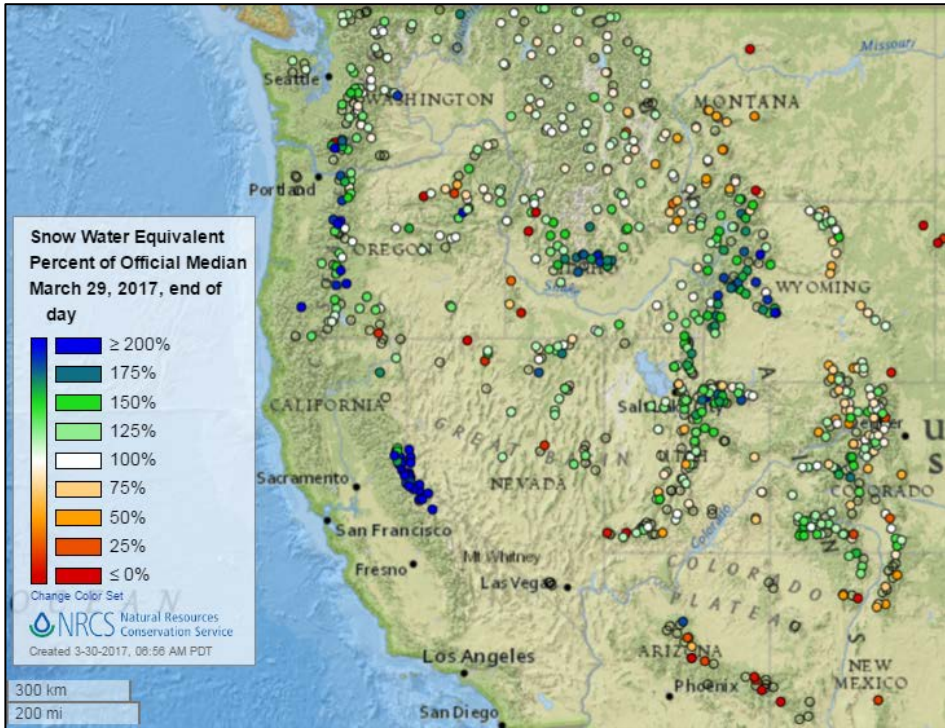 Seattle
WASHINGTON
MONTANA
Missouri
Portland
OREGON
WYOMING
Snow Water Equivalent
Percent of Official Median
March 29, 2017, end of
day
≥ 200%
175%
150%
125%
100%
75%
50%
25%
≤ 0%
Change Color Set
NRCS Natural Resources
Conservation Service
Created 3-30-2017, 06:56 AM PDT
CALIFORNIA
GREAT BASIN
NEVADA
UTAH
COLORADO
Sacramento
San Francisco
Fresno
Mt Whitney
Las Vegas
Colorado
COLORADO
PLATEAU
ARIZONA
Phoenix
NEW
MEXICO
Los Angeles
San Diego
300 km
200 mi